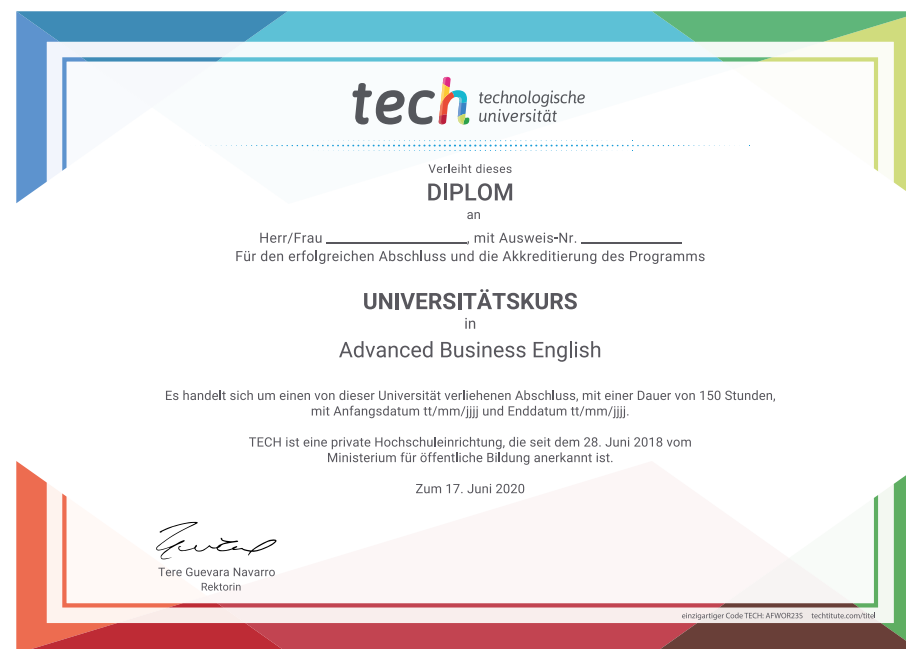 tech technologische
universität
Verleiht dieses
DIPLOM
an
Herr/Frau ____________, mit Ausweis-Nr. ____________
Für den erfolgreichen Abschluss und die Akkreditierung des Programms
UNIVERSITÄTSKURS
in
Advanced Business English
Es handelt sich um einen von dieser Universität verliehenen Abschluss, mit einer Dauer von 150 Stunden,
mit Anfangsdatum tt/mm/jjjj und Enddatum tt/mm/jjjj.
TECH ist eine private Hochschuleinrichtung, die seit dem 28. Juni 2018 vom
Ministerium für öffentliche Bildung anerkannt ist.
Zum 17. Juni 2020
Tere Guevara Navarro
Rektorin
einzigartiger Code TECH: AFWOR23S techtitute.com/titel